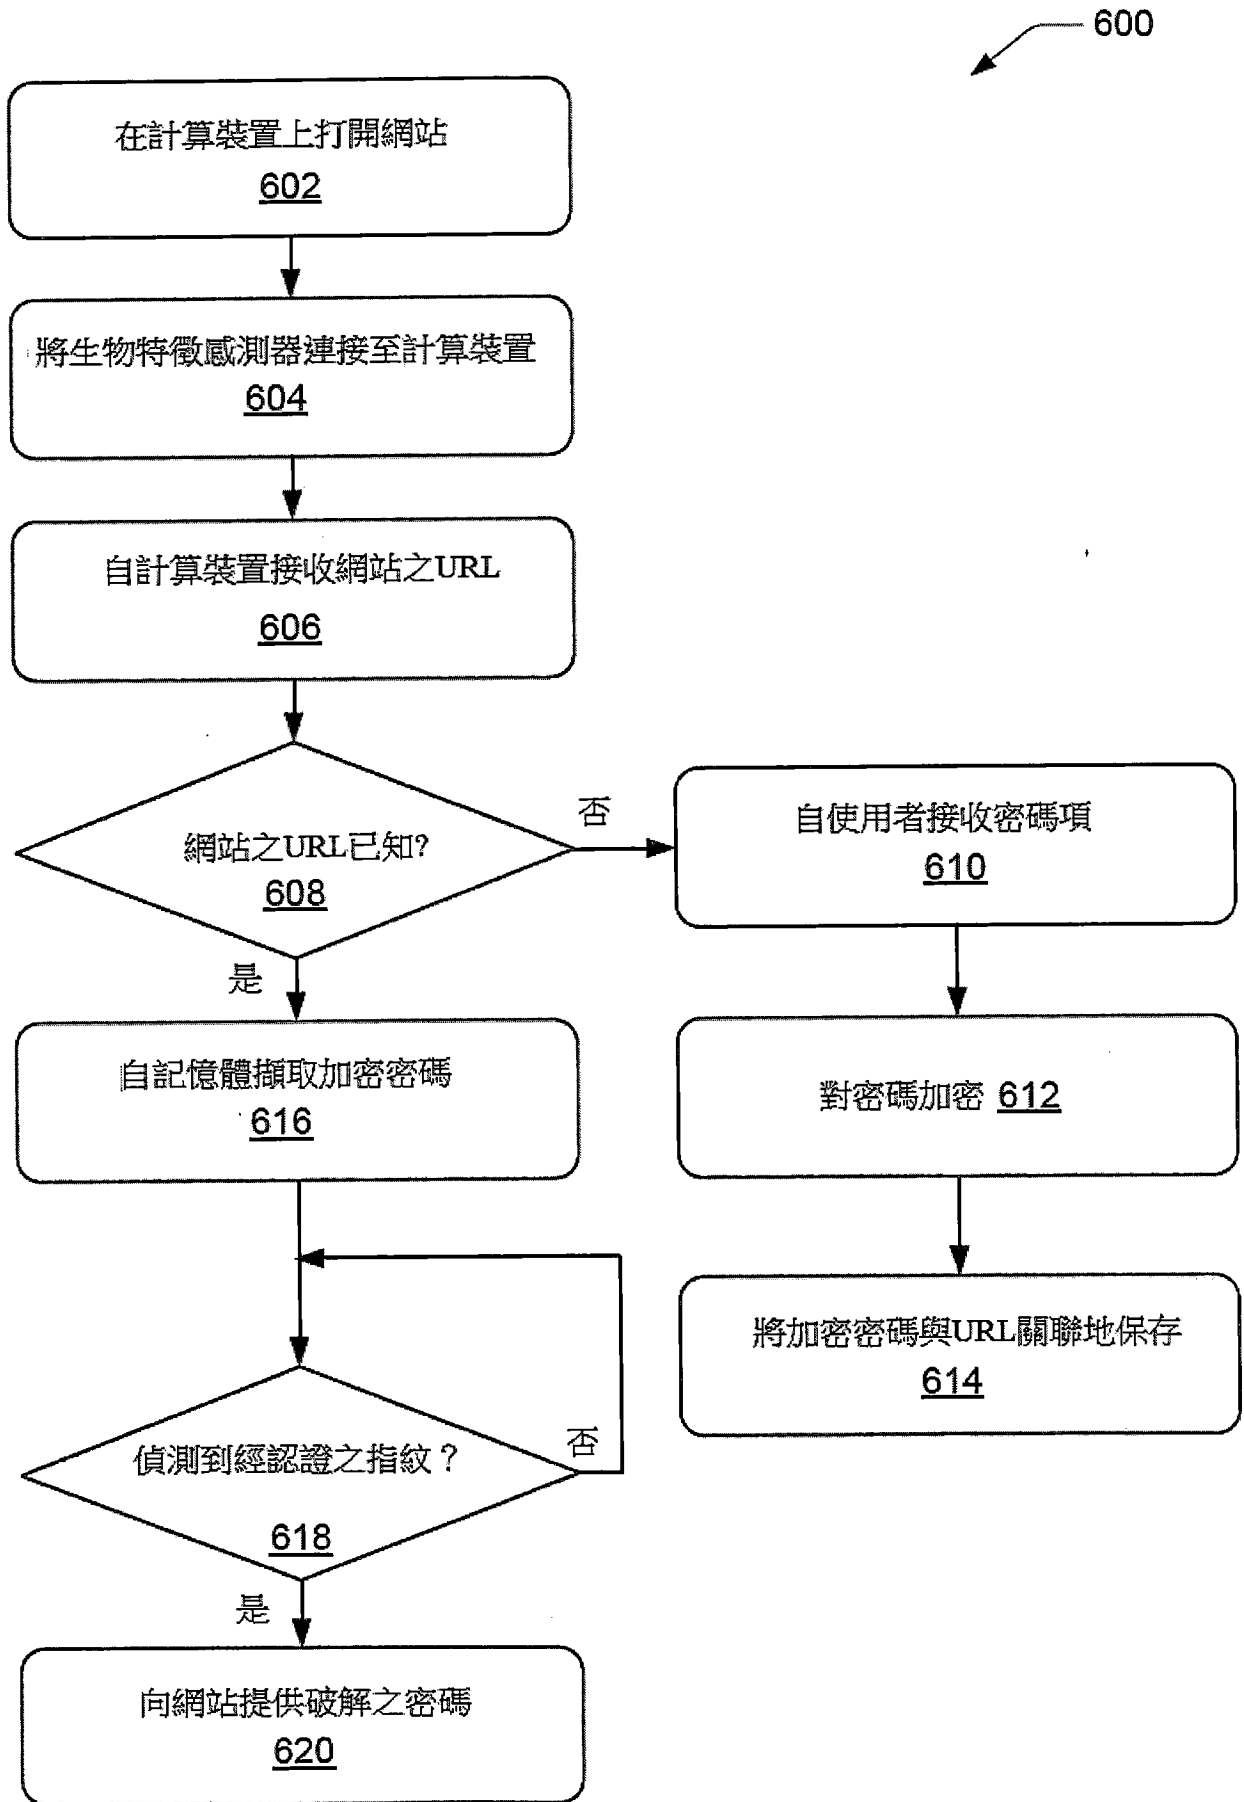 600
在計算裝置上打開網站
602
將生物特徵感測器連接至計算裝置
604
自計算裝置接收網站之URL
606
網站之URL已知?
608
否
是
自使用者接收密碼項
610
對密碼加密 612
將加密密碼與URL關聯地保存
614
自記憶體擷取加密密碼
616
偵測到經認證之指紋？
618
否
是
向網站提供破解之密碼
620